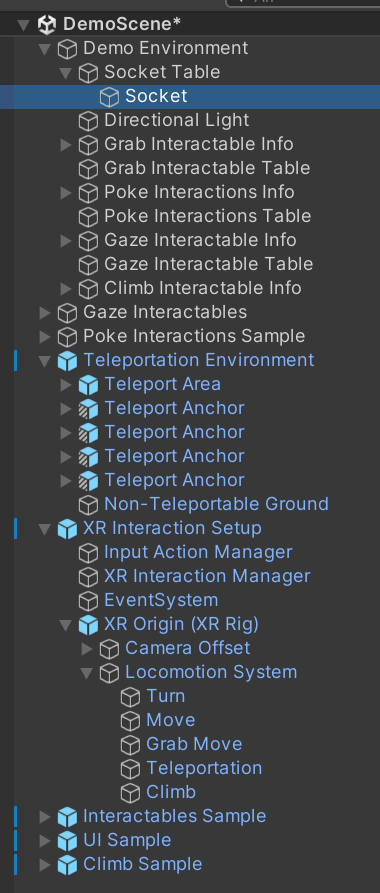 DemoScene*
Demo Environment
Socket Table
Socket
Directional Light
Grab Interactable Info
Grab Interactable Table
Poke Interactions Info
Poke Interactions Table
Gaze Interactable Info
Gaze Interactable Table
Climb Interactable Info
Gaze Interactables
Poke Interactions Sample
Teleportation Environment
Teleport Area
Teleport Anchor
Teleport Anchor
Teleport Anchor
Teleport Anchor
Non-Teleportable Ground
XR Interaction Setup
Input Action Manager
XR Interaction Manager
EventSystem
XR Origin (XR Rig)
Camera Offset
Locomotion System
Turn
Move
Grab Move
Teleportation
Climb
Interactables Sample
UI Sample
Climb Sample